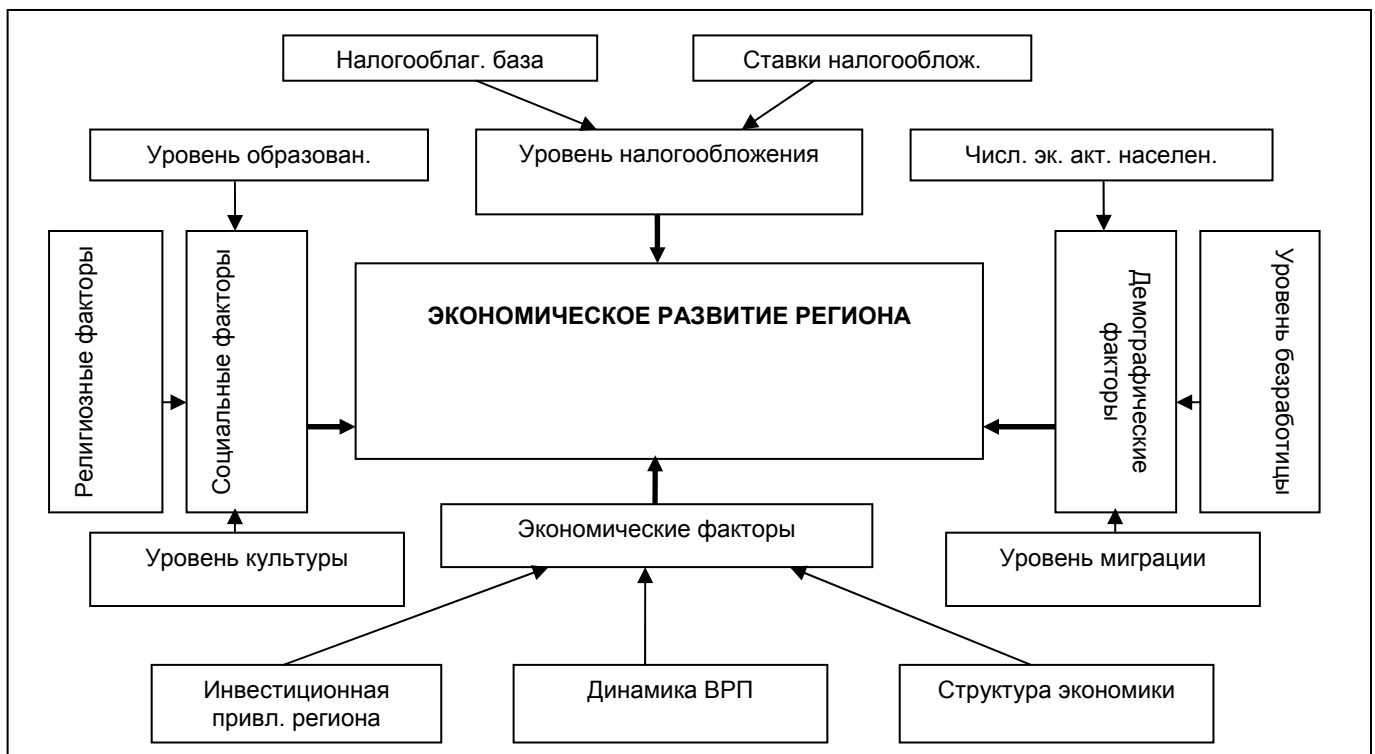 Налогооблаг. база
Ставки налогооблож.
Уровень образован.
Уровень налогообложения
Числ. эк. акт. населен.
Религиозные факторы
Социальные факторы
ЭКОНОМИЧЕСКОЕ РАЗВИТИЕ РЕГИОНА
Демографические
факторы
Уровень безработицы
Уровень культуры
Экономические факторы
Уровень миграции
Инвестиционная
привл. региона
Динамика ВРП
Структура экономики